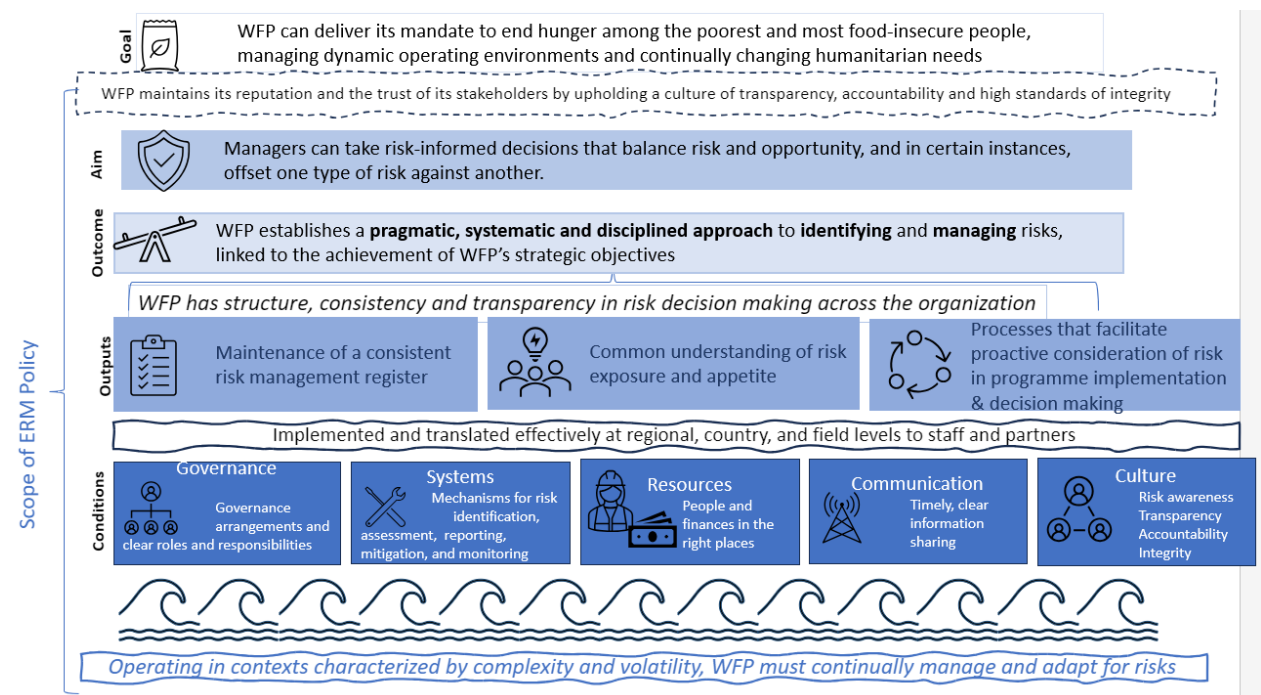 Goal
WFP can deliver its mandate to end hunger among the poorest and most food-insecure people,
managing dynamic operating environments and continually changing humanitarian needs
WFP maintains its reputation and the trust of its stakeholders by upholding a culture of transparency, accountability and high standards of integrity
Scope of ERM Policy
Aim
Managers can take risk-informed decisions that balance risk and opportunity, and in certain instances,
offset one type of risk against another.
Outcome
WFP establishes a pragmatic, systematic and disciplined approach to identifying and managing risks,
linked to the achievement of WFP's strategic objectives
WFP has structure, consistency and transparency in risk decision making across the organization
Outputs
Maintenance of a consistent
risk management register
Common understanding of risk
exposure and appetite
Processes that facilitate
proactive consideration of risk
in programme implementation
& decision making
Implemented and translated effectively at regional, country, and field levels to staff and partners
Conditions
Governance
Governance
arrangements and
clear roles and responsibilities
Systems
Mechanisms for risk
identification,
assessment, reporting,
mitigation, and monitoring
Resources
People and
finances in the
right places
Communication
Timely, clear
information
sharing
Culture
Risk awareness
Transparency
Accountability
Integrity
Operating in contexts characterized by complexity and volatility, WFP must continually manage and adapt for risks